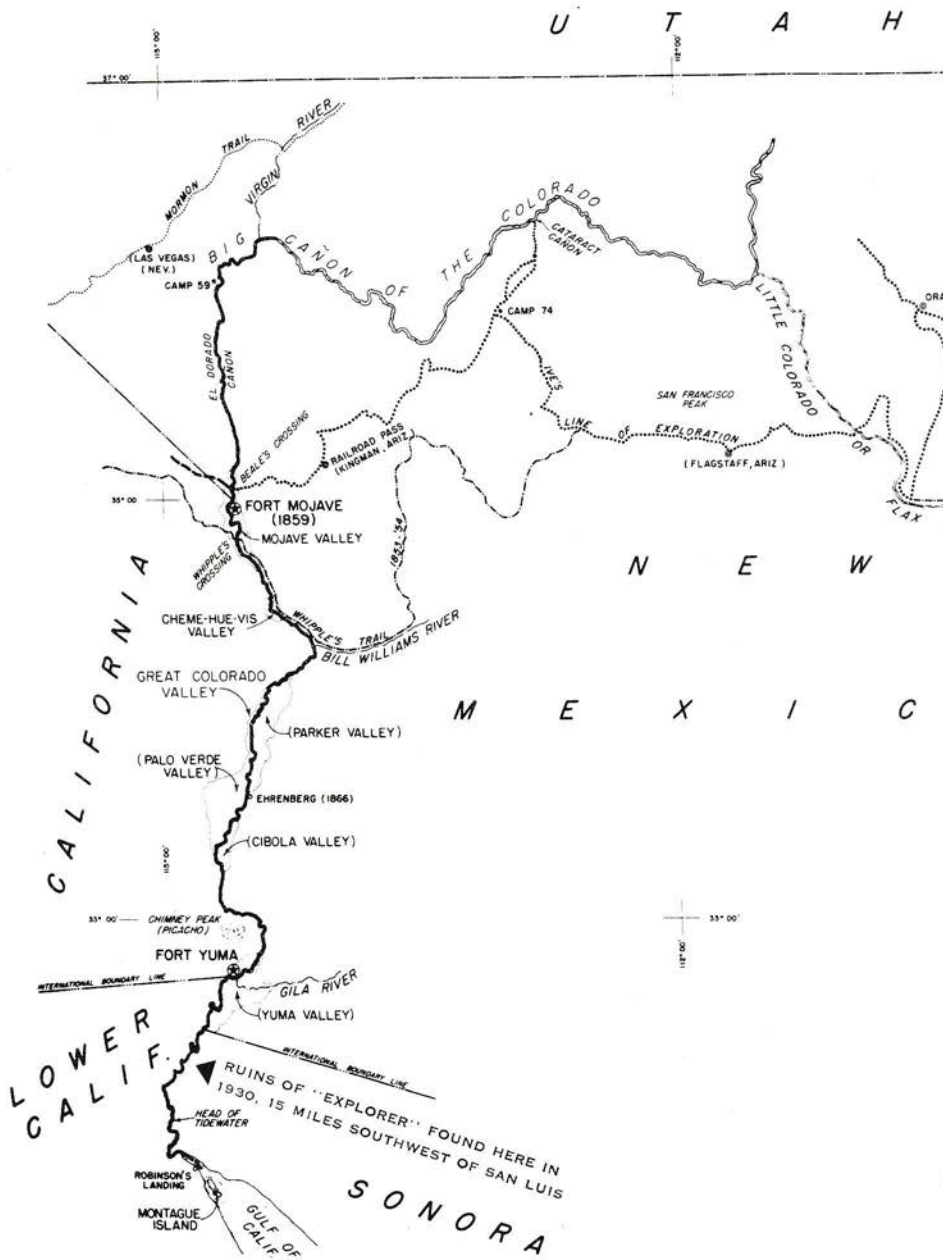 U T A H
115° 00'
112° 00'
37° 00'
MORMON TRAIL
VIRGIN RIVER
(LAS VEGAS)
(NEV.)
CAMP 59
BIG CAÑON OF THE COLORADO
CATARACT
CAÑON
CAMP 74
LITTLE COLORADO OR FLAX
ORA
EL DORADO
CAÑON
IVE'S LINE OF EXPLORATION
SAN FRANCISCO
PEAK
(FLAGSTAFF, ARIZ)
BEALE'S CROSSING
RAILROAD PASS
(KINGMAN, ARIZ.)
35° 00
FORT MOJAVE
(1859)
MOJAVE VALLEY
WHIPPLE'S
CROSSING
1853-'54
N E W
CHEME-HUE-VIS
VALLEY
WHIPPLE'S TRAIL
BILL WILLIAMS RIVER
CALIFORNIA
GREAT COLORADO
VALLEY
(PARKER VALLEY)
M E X I C
(PALO VERDE
VALLEY)
EHRENBERG (1866)
(CIBOLA VALLEY)
115° 00'
33° 00'
CHIMNEY PEAK
(PICACHO)
33° 00'
112° 00'
FORT YUMA
INTERNATIONAL BOUNDARY LINE
GILA RIVER
(YUMA VALLEY)
LOWER
CALIF.
INTERNATIONAL BOUNDARY LINE
RUINS OF "EXPLORER" FOUND HERE IN
1930, 15 MILES SOUTHWEST OF SAN LUIS
HEAD OF
TIDEWATER
ROBINSON'S
LANDING
MONTAGUE
ISLAND
GULF OF
CALIF.
SONORA